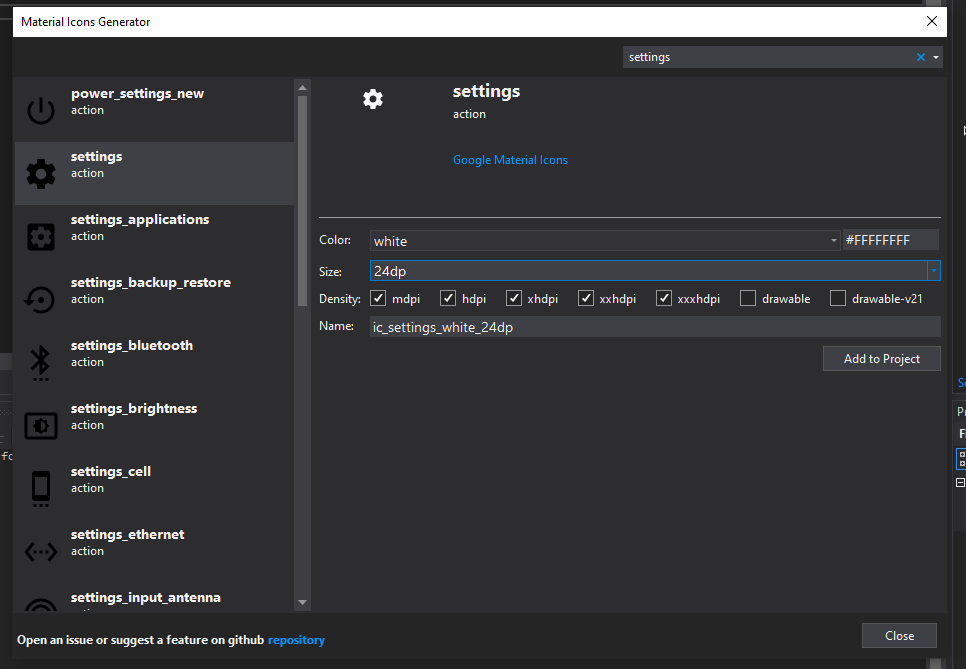 Material Icons Generator
settings
power_settings_new
action
settings
action
settings_applications
action
settings_backup_restore
action
settings_bluetooth
action
settings_brightness
action
settings_cell
action
settings_ethernet
action
settings_input_antenna
settings
action
Google Material Icons
Color: white #FFFFFFFF
Size: 24dp
Density: mdpi hdpi xhdpi xxhdpi xxxhdpi drawable drawable-v21
Name: ic_settings_white_24dp
Add to Project
Open an issue or suggest a feature on github repository
Close